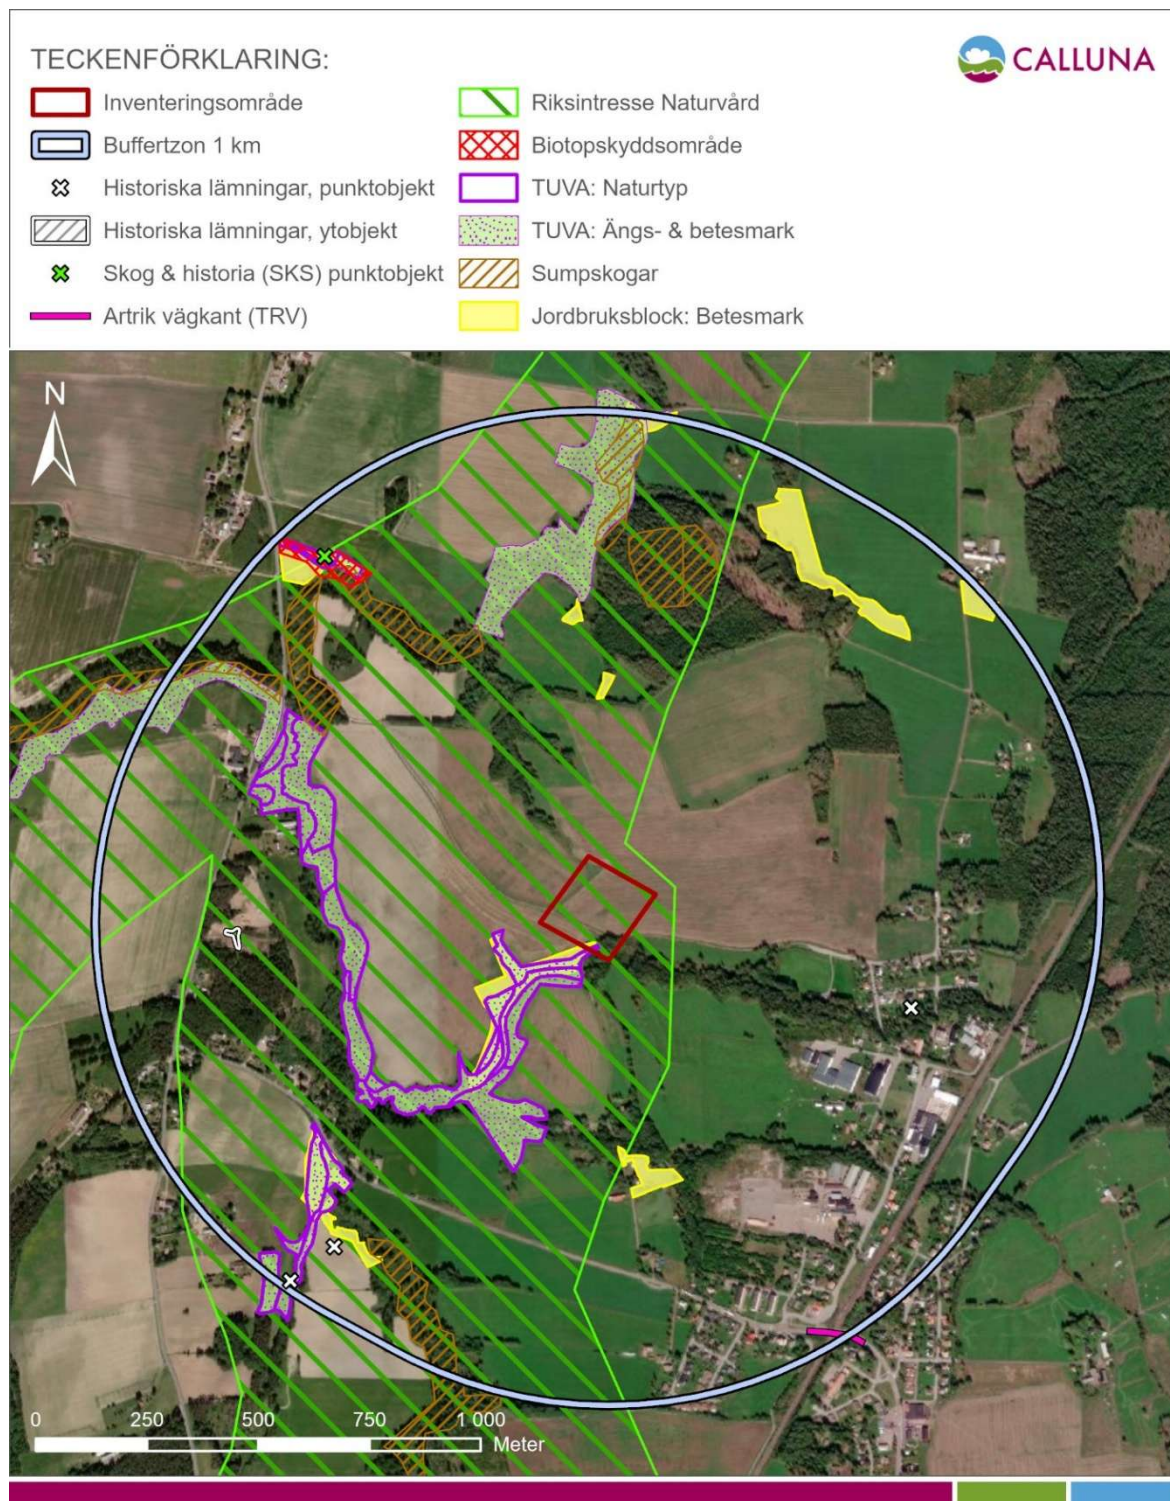 TECKENFÖRKLARING:
CALLUNA
Inventeringsområde
Buffertzon 1 km
Historiska lämningar, punktobjekt
Historiska lämningar, ytobjekt
Skog & historia (SKS) punktobjekt
Artrik vägkant (TRV)
Riksintresse Naturvård
Biotopskyddsområde
TUVA: Naturtyp
TUVA: Ängs- & betesmark
Sumpskogar
Jordbruksblock: Betesmark
N
0 250 500 750 1 000
Meter